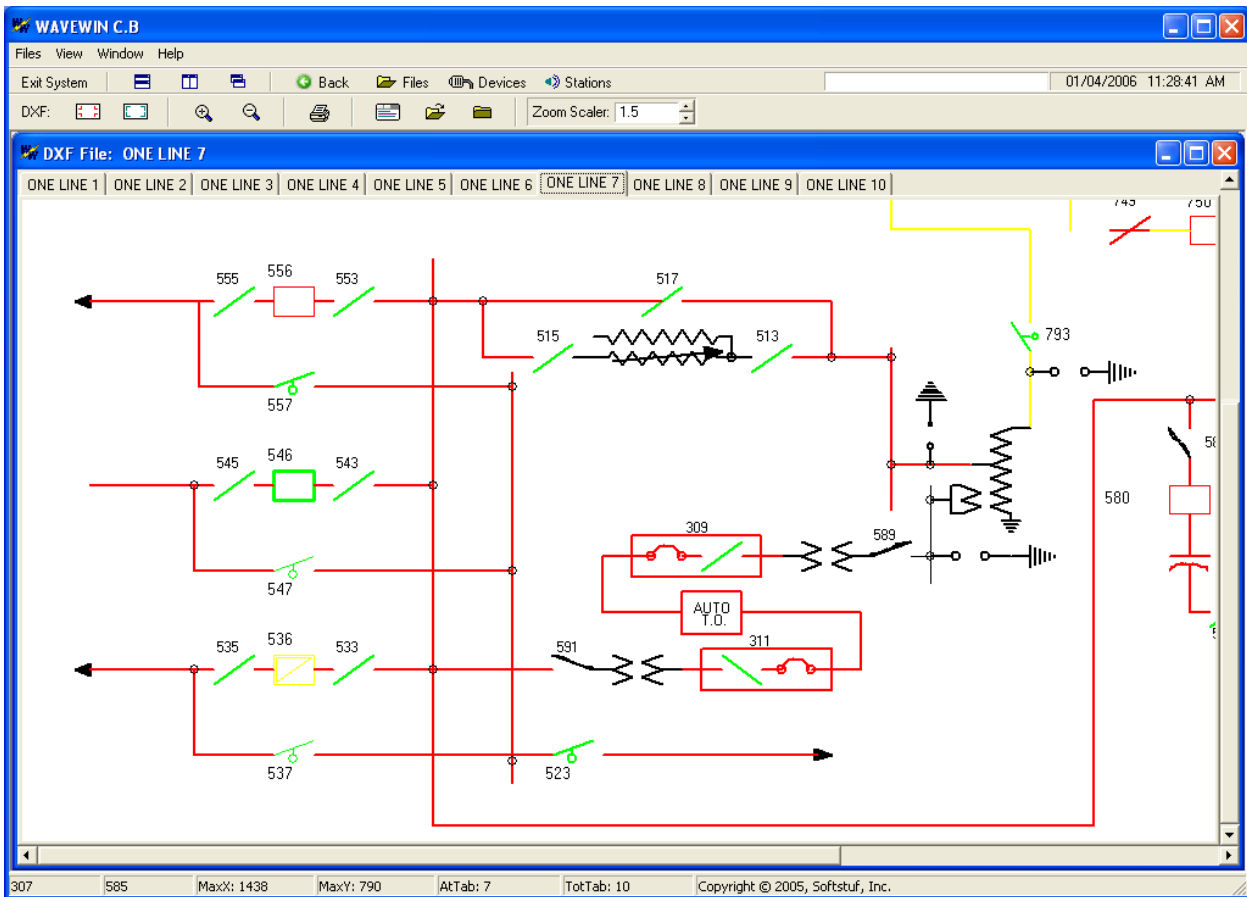 WAVEWIN C.B
Files View Window Help
Exit System Back Files Devices Stations 01/04/2006 11:28:41 AM
DXF: Zoom Scaler: 1.5
DXF File: ONE LINE 7
ONE LINE 1 ONE LINE 2 ONE LINE 3 ONE LINE 4 ONE LINE 5 ONE LINE 6 ONE LINE 7 ONE LINE 8 ONE LINE 9 ONE LINE 10
749 750
555 556 553 517
515 513 793
557
545 546 543
580
309 589
547
AUTO
T.O.
535 536 533 591 311
537 523
307 585 MaxX: 1438 MaxY: 790 AtTab: 7 TotTab: 10 Copyright © 2005, Softstuf, Inc.